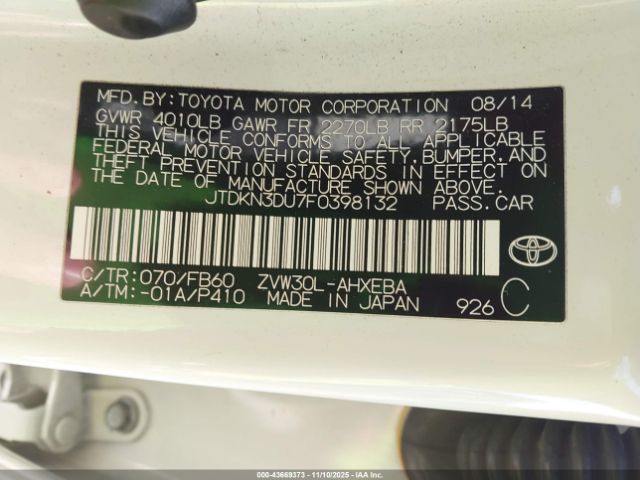 MFD. BY: TOYOTA MOTOR CORPORATION 08/14
GVWR 4010LB GAWR FR 2270LB RR 2175LB
THIS VEHICLE CONFORMS TO ALL APPLICABLE
FEDERAL MOTOR VEHICLE SAFETY, BUMPER, AND
THEFT PREVENTION STANDARDS IN EFFECT ON
THE DATE OF MANUFACTURE SHOWN ABOVE.
JTDKN3DU7F0398132 PASS.CAR
C/TR: 070/FB60 ZVW30L-AHXEBA
A/TM: -01A/P410 MADE IN JAPAN 926 C
TOYOTA
000-43669373 - 11/10/2025 - IAA, Inc.